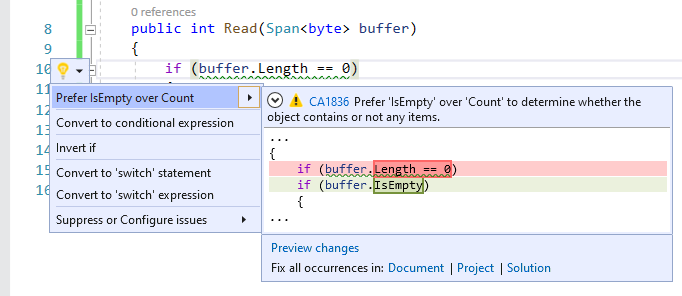 0 references
8 public int Read(Span<byte> buffer)
9 {
10 if (buffer.Length == 0)
Prefer IsEmpty over Count
CA1836 Prefer 'IsEmpty' over 'Count' to determine whether the
object contains or not any items.
Convert to conditional expression
...
Invert if
{
if (buffer.Length == 0)
Convert to 'switch' statement
if (buffer.IsEmpty)
Convert to 'switch' expression
{
Suppress or Configure issues
...
Preview changes
Fix all occurrences in: Document | Project | Solution
11
12
13
14
15
16